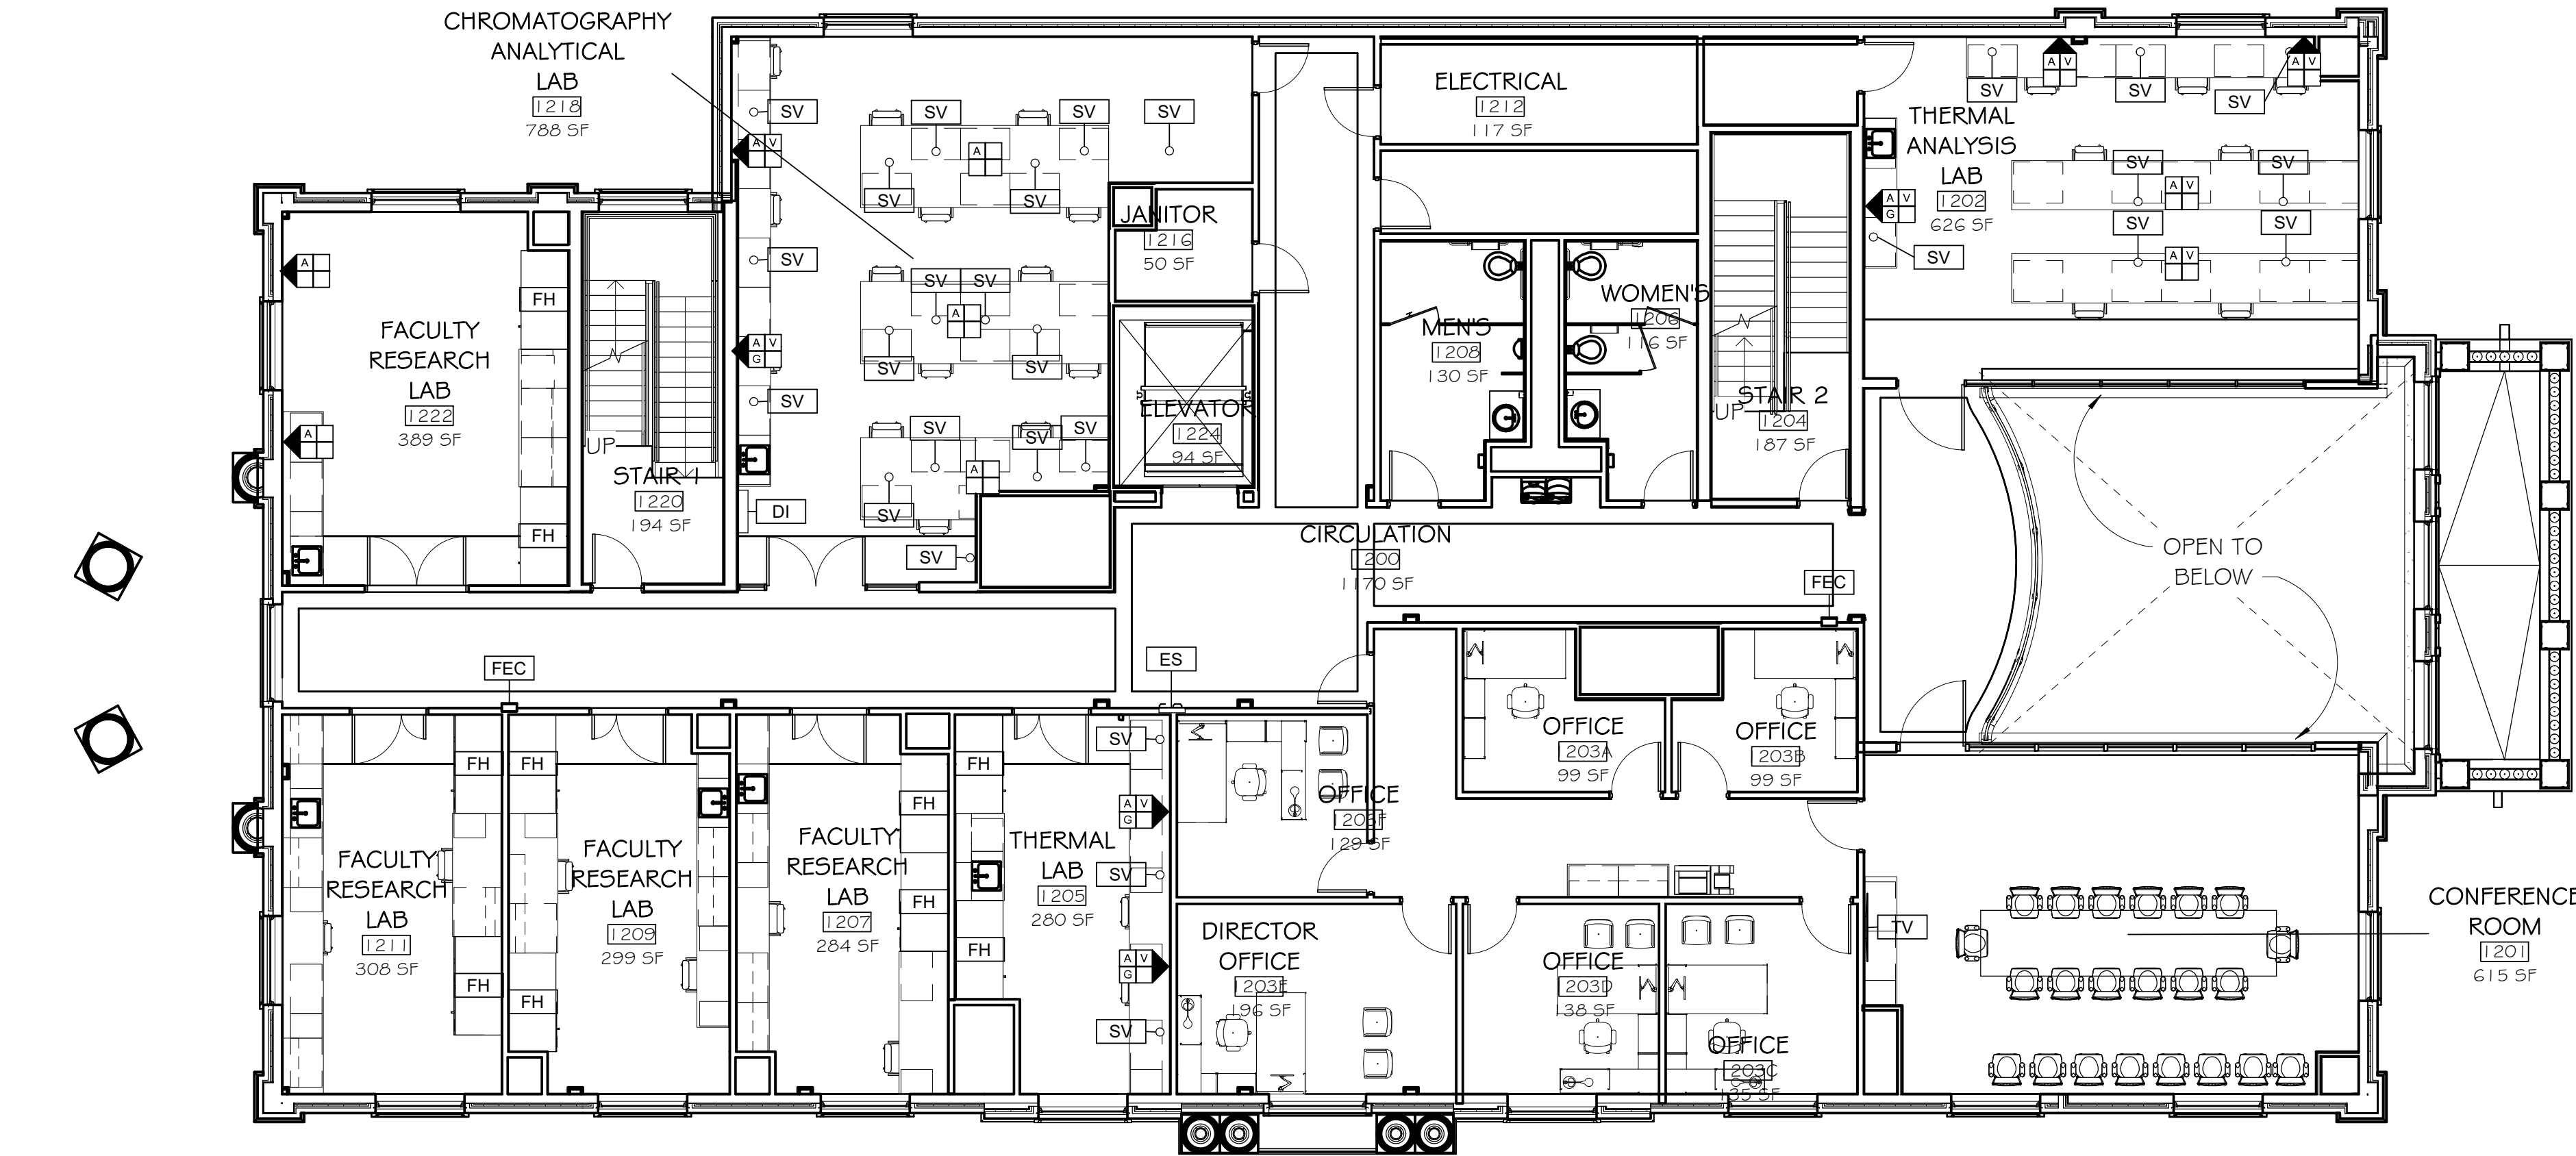 CHROMATOGRAPHY
ANALYTICAL
LAB
1218
788 SF
SV
SV
SV
SV
SV
SV
A V
A
SV
SV
SV
SV SV
A
A V
G
SV
SV
SV
SV
SV
SV
A
SV
DI
SV
JANITOR
1216
50 SF
ELEVATOR
1224
94 SF
ELECTRICAL
1212
117 SF
MEN'S
1208
130 SF
WOMEN'S
1206
116 SF
UP
STAIR 2
1204
187 SF
THERMAL
ANALYSIS
LAB
1202
626 SF
SV
A V
SV
SV
A V
A V
G
SV
SV
SV
A V
SV
SV
A V
A
FH
FACULTY
RESEARCH
LAB
1222
389 SF
A
FH
UP
STAIR 1
1220
194 SF
CIRCULATION
1200
1170 SF
FEC
OPEN TO
BELOW
FEC
ES
FH
FACULTY
RESEARCH
LAB
1211
308 SF
FH
FH
FACULTY
RESEARCH
LAB
1209
299 SF
FH
FH
FACULTY
RESEARCH
LAB
1207
284 SF
FH
FH
THERMAL
LAB
1205
280 SF
FH
SV
A V
G
SV
A V
G
SV
OFFICE
1203F
129 SF
OFFICE
203A
99 SF
OFFICE
203B
99 SF
DIRECTOR
OFFICE
1203E
196 SF
OFFICE
203D
138 SF
OFFICE
203C
135 SF
TV
CONFERENCE
ROOM
1201
615 SF